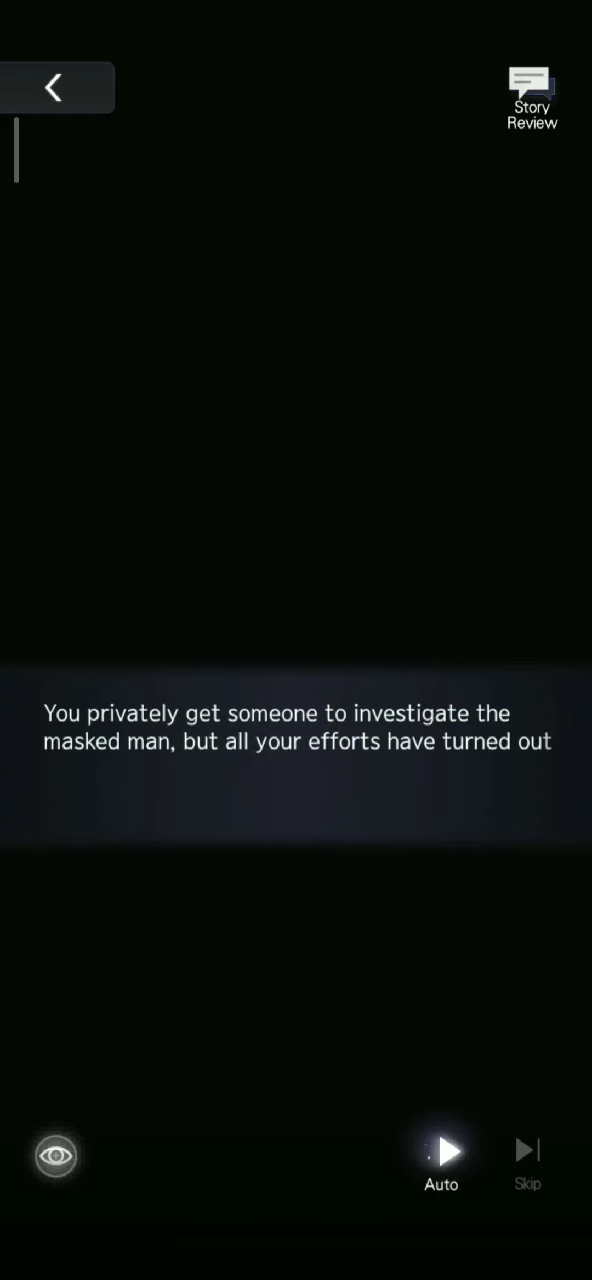 Story
Review
You privately get someone to investigate the
masked man, but all your efforts have turned out
Auto
Skip